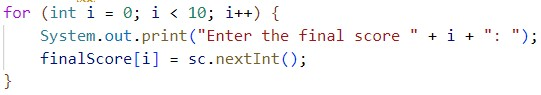 for (int i = 0; i < 10; i++) {
    System.out.print("Enter the final score " + i + ": ");
    finalScore[i] = sc.nextInt();
}